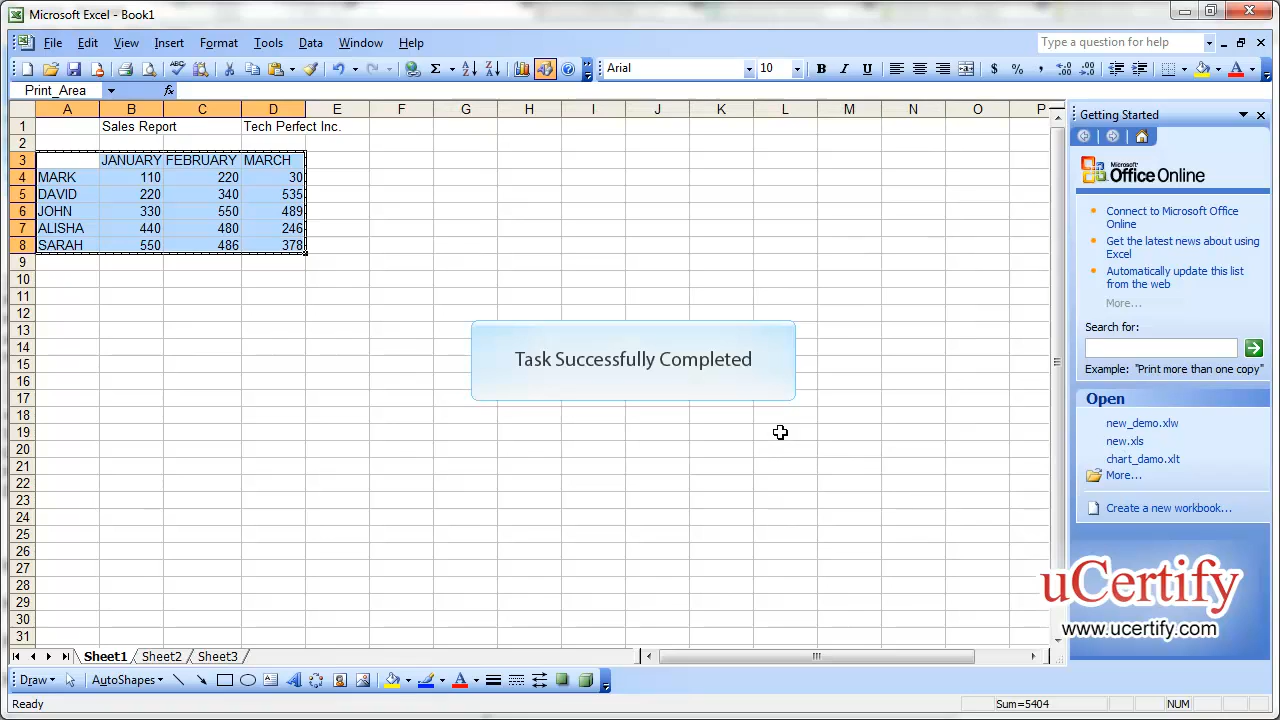 Microsoft Excel - Book1
File Edit View Insert Format Tools Data Window Help
Type a question for help
Arial 10 B I U $ % ,
Print_Area fx
A B C D E F G H I J K L M N O P
1 Sales Report Tech Perfect Inc.
2
3 JANUARY FEBRUARY MARCH
4 MARK 110 220 30
5 DAVID 220 340 535
6 JOHN 330 550 489
7 ALISHA 440 480 246
8 SARAH 550 486 378
9
10
11
12
13
14
15
16
17
18
19
20
21
22
23
24
25
26
27
28
29
30
31
Task Successfully Completed
Getting Started
Microsoft
Office Online
Connect to Microsoft Office
Online
Get the latest news about using
Excel
Automatically update this list
from the web
More...
Search for:
Example: "Print more than one copy"
Open
new_demo.xlw
new.xls
chart_damo.xlt
More...
Create a new workbook...
uCertify
www.ucertify.com
Sheet1 Sheet2 Sheet3
Draw AutoShapes
Ready Sum=5404 NUM